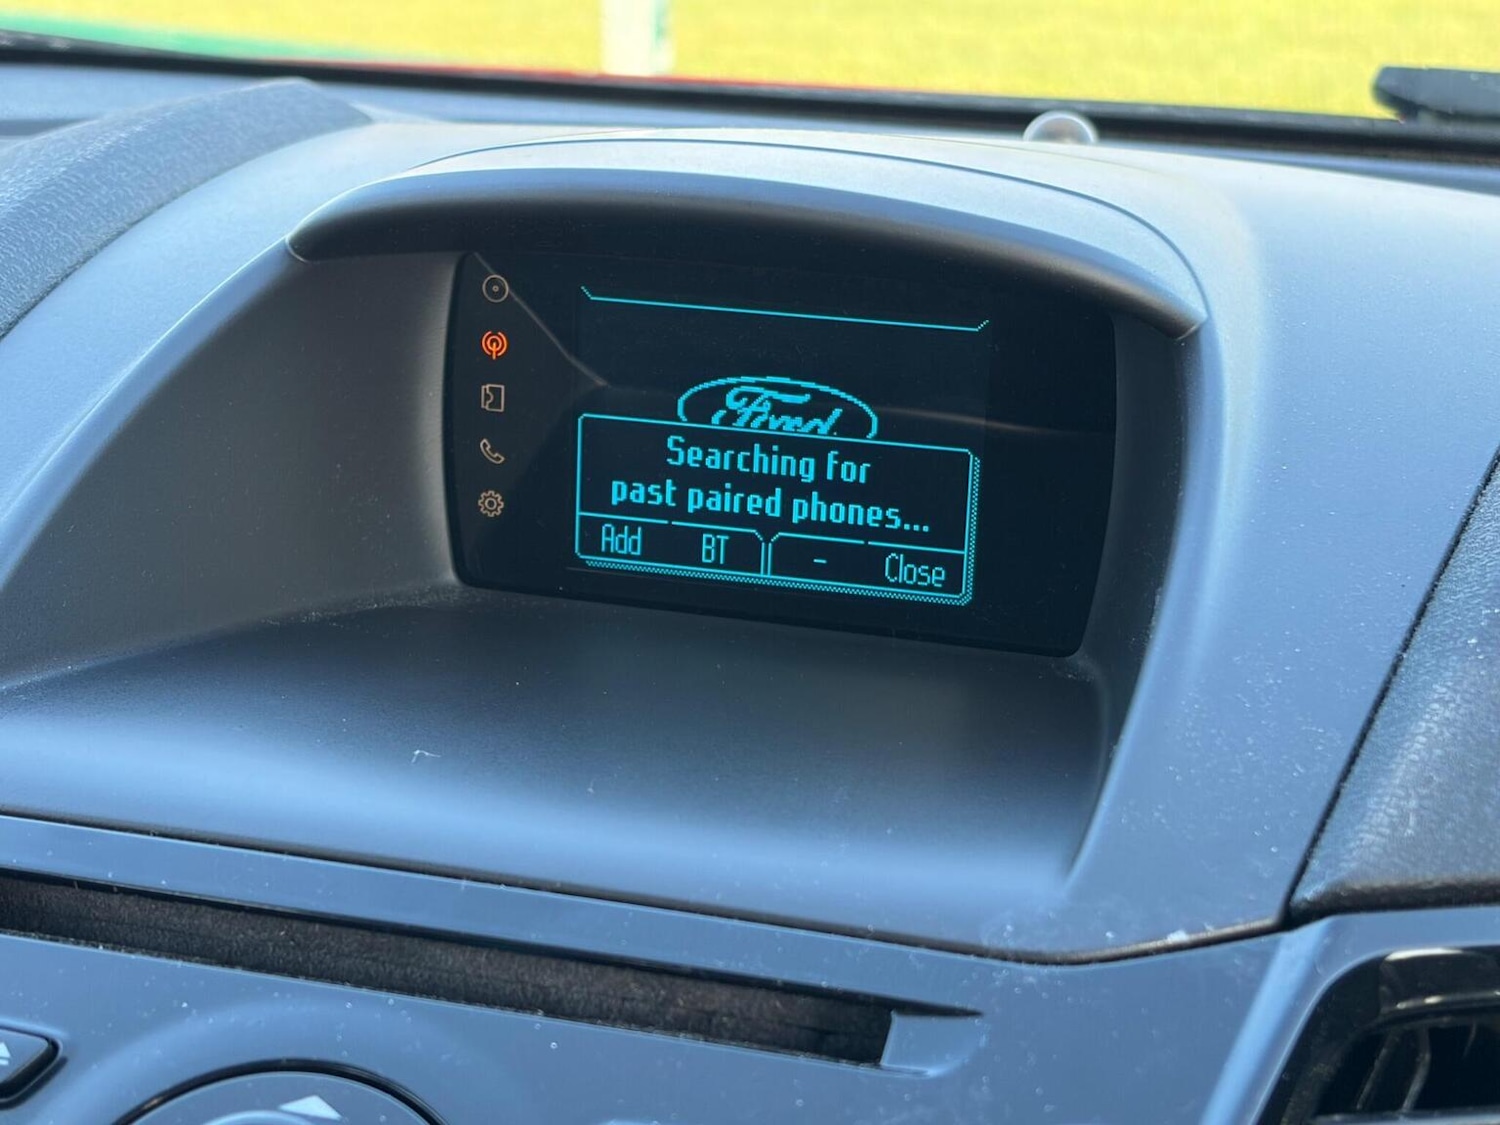 Ford
Searching for
past paired phones...
Add BT - Close